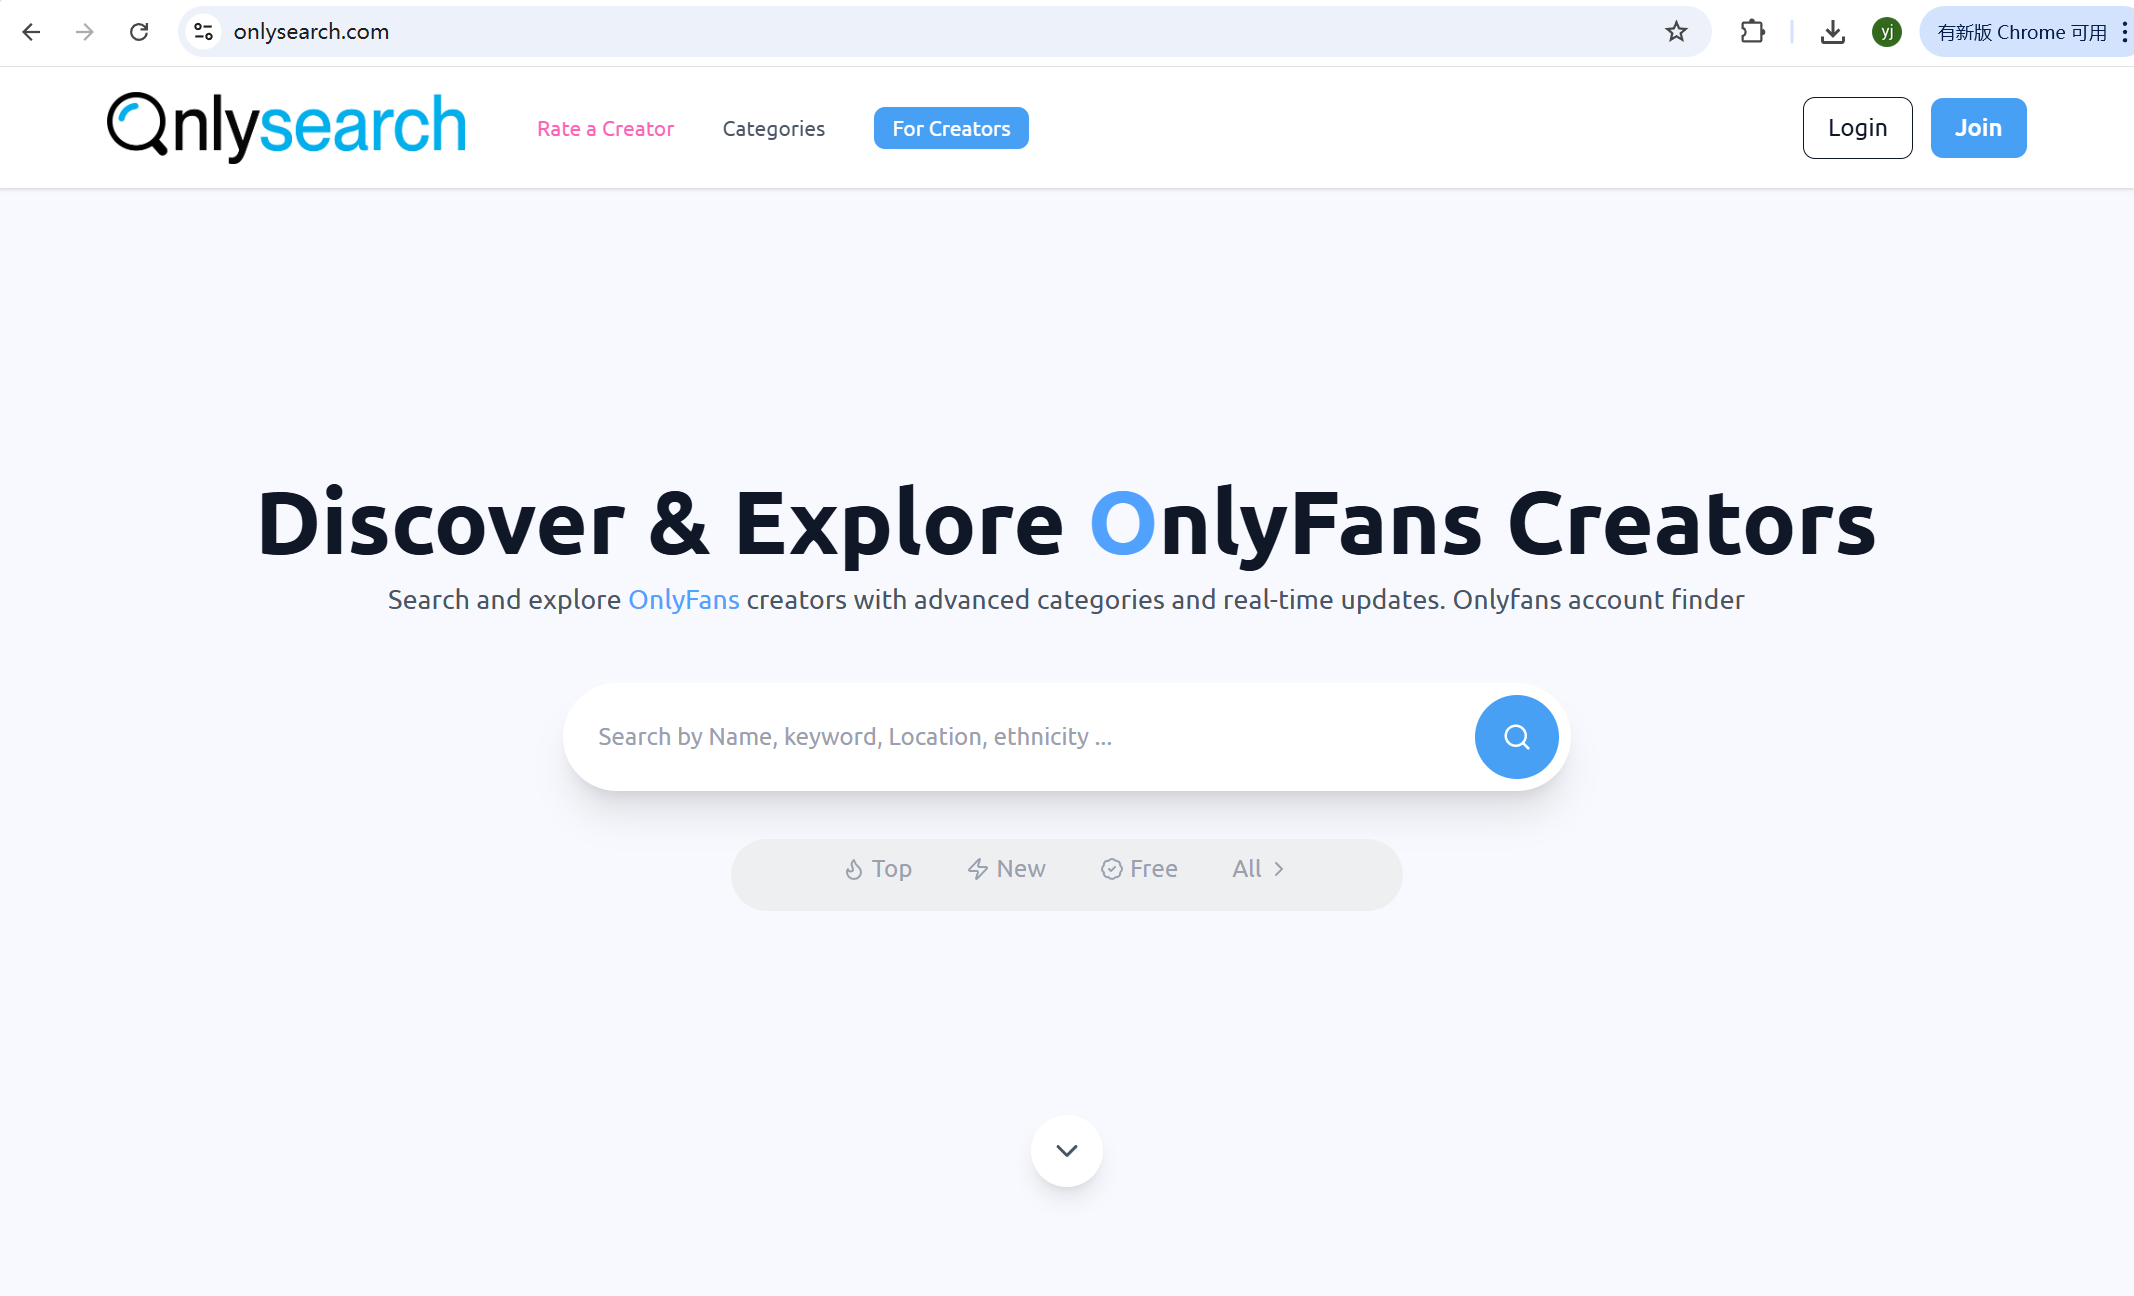 onlysearch.com
yj
有新版 Chrome 可用
Onlysearch
Rate a Creator
Categories
For Creators
Login
Join
Discover & Explore OnlyFans Creators
Search and explore OnlyFans creators with advanced categories and real-time updates. Onlyfans account finder
Search by Name, keyword, Location, ethnicity ...
Top
New
Free
All